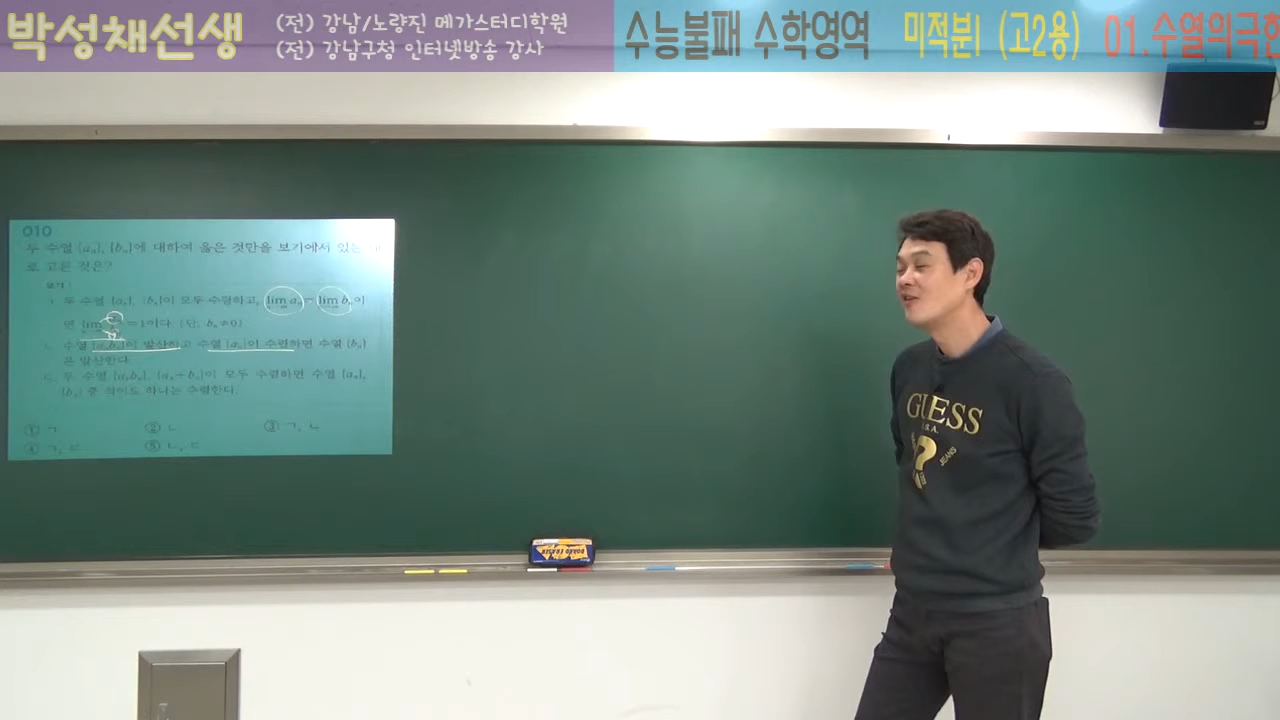 박성채선생
(전) 강남/노량진 메가스터디학원
(전) 강남구청 인터넷방송 강사
수능불패 수학영역 미적분Ⅰ (고2용) 01.수열의극한
010
두 수열 {aₙ}, {bₙ}에 대하여 옳은 것만을 보기에서 있는
로 고른 것은?
보기
ㄱ. 두 수열 {aₙ}, {bₙ}이 모두 수렴하고, lim aₙ = lim bₙ이
면 lim =1이다. (단, bₙ≠0)
ㄴ. 수열 {aₙbₙ}이 발산하고 수열 {aₙ}이 수렴하면 수열 {bₙ}
은 발산한다.
ㄷ. 두 수열 {aₙbₙ}, {aₙ+bₙ}이 모두 수렴하면 수열 {aₙ},
{bₙ} 중 적어도 하나는 수렴한다.
① ㄱ ② ㄴ ③ ㄱ, ㄴ
④ ㄱ, ㄷ ⑤ ㄴ, ㄷ
GUESS
U.S.A.
?
JEANS
BOARD ERASER